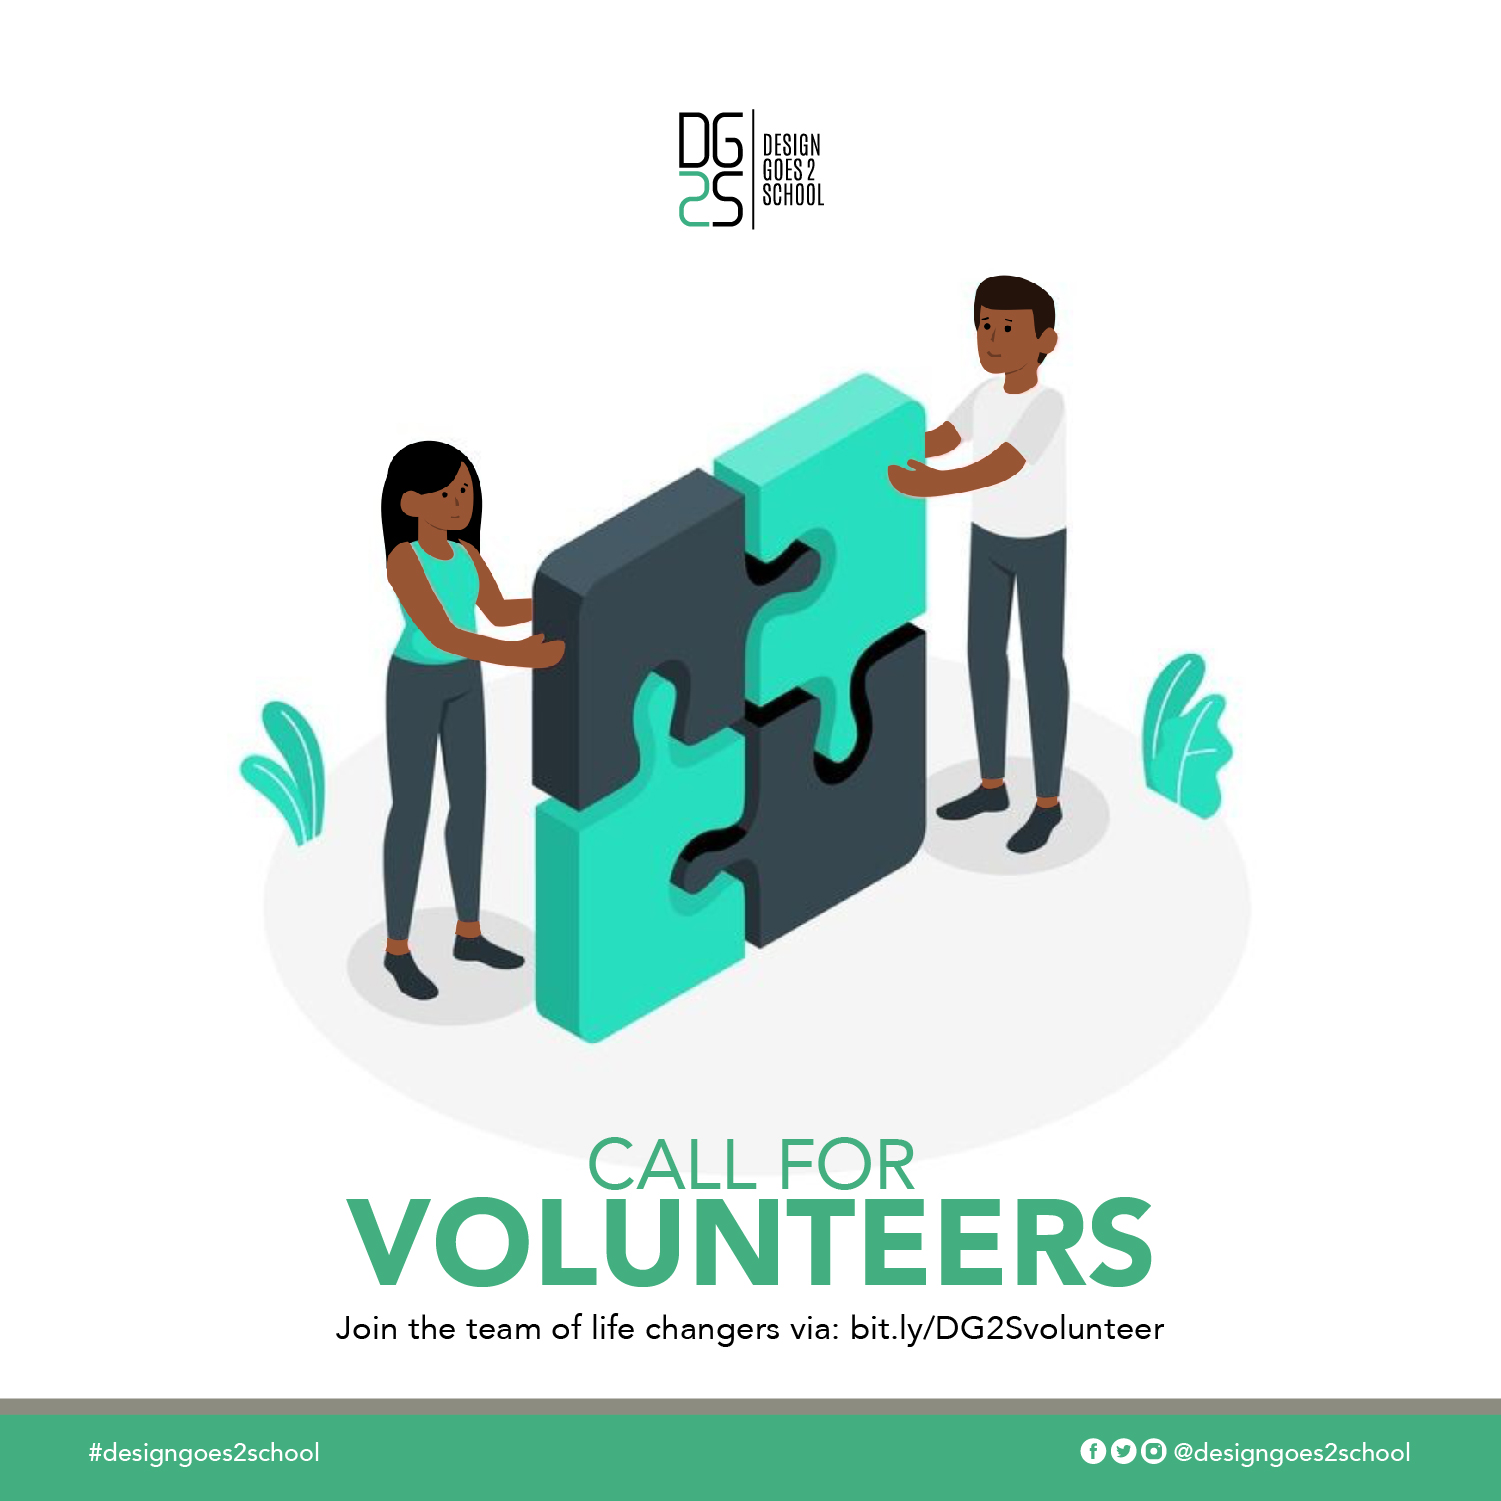 DG
2S
DESIGN
GOES 2
SCHOOL
CALL FOR
VOLUNTEERS
Join the team of life changers via: bit.ly/DG2Svolunteer
#designgoes2school
@designgoes2school